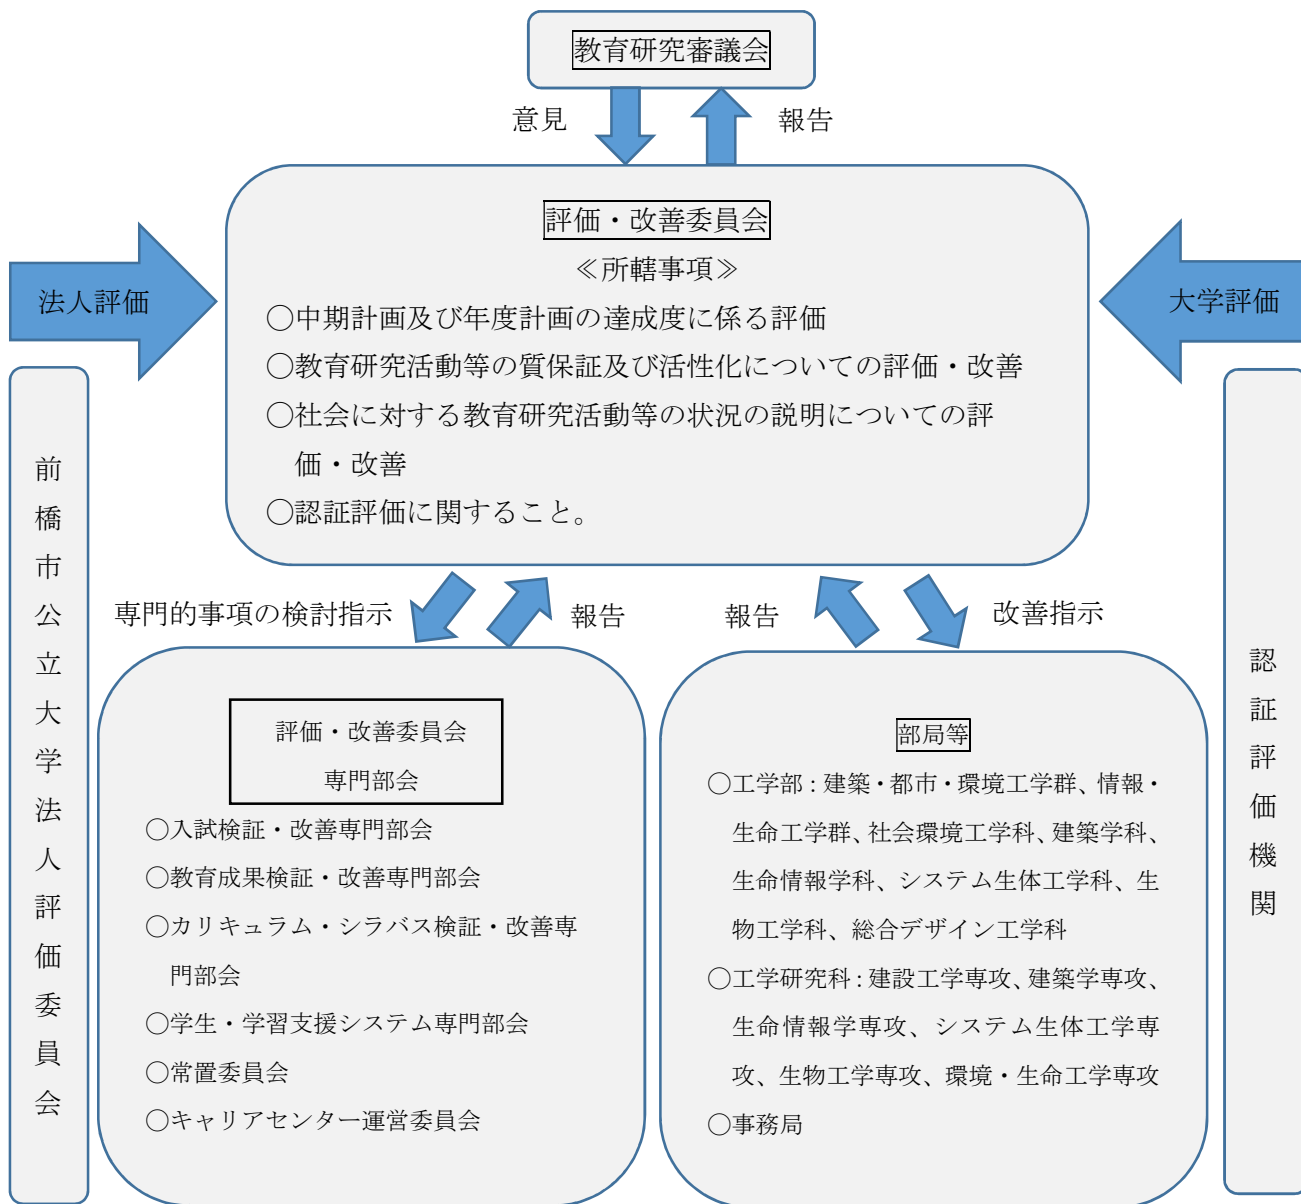 教育研究審議会
意見
報告
評価・改善委員会
≪所轄事項≫
○中期計画及び年度計画の達成度に係る評価
○教育研究活動等の質保証及び活性化についての評価・改善
○社会に対する教育研究活動等の状況の説明についての評
価・改善
○認証評価に関すること。
法人評価
大学評価
前橋市公立大学法人評価委員会
認証評価機関
専門的事項の検討指示
報告
報告
改善指示
評価・改善委員会
専門部会
○入試検証・改善専門部会
○教育成果検証・改善専門部会
○カリキュラム・シラバス検証・改善専
門部会
○学生・学習支援システム専門部会
○常置委員会
○キャリアセンター運営委員会
部局等
○工学部：建築・都市・環境工学群、情報・
生命工学群、社会環境工学科、建築学科、
生命情報学科、システム生体工学科、生
物工学科、総合デザイン工学科
○工学研究科：建設工学専攻、建築学専攻、
生命情報学専攻、システム生体工学専
攻、生物工学専攻、環境・生命工学専攻
○事務局